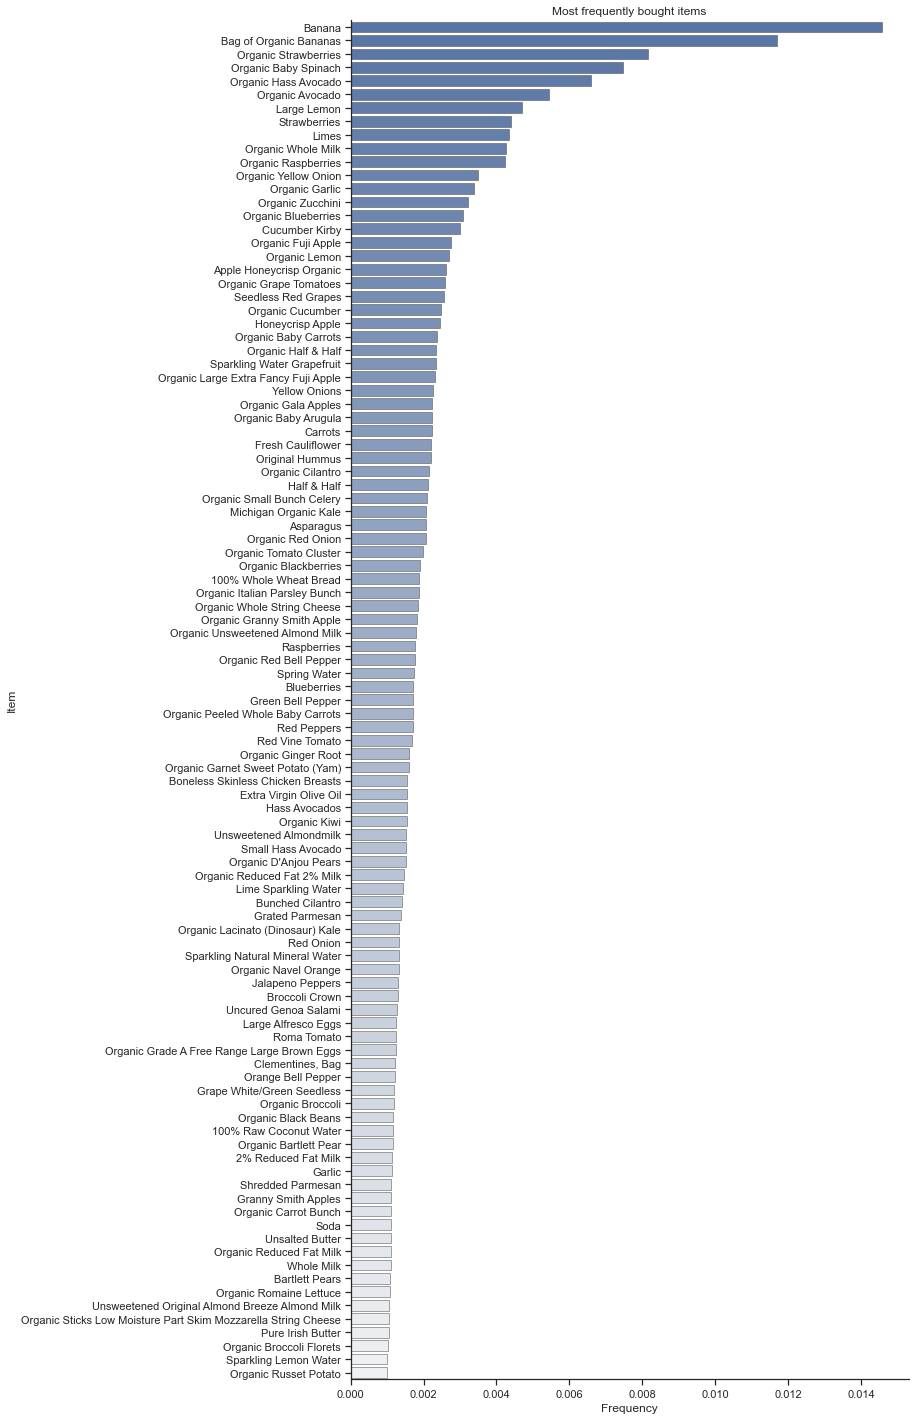 Most frequently bought items
Banana
Bag of Organic Bananas
Organic Strawberries
Organic Baby Spinach
Organic Hass Avocado
Organic Avocado
Large Lemon
Strawberries
Limes
Organic Whole Milk
Organic Raspberries
Organic Yellow Onion
Organic Garlic
Organic Zucchini
Organic Blueberries
Cucumber Kirby
Organic Fuji Apple
Organic Lemon
Apple Honeycrisp Organic
Organic Grape Tomatoes
Seedless Red Grapes
Organic Cucumber
Honeycrisp Apple
Organic Baby Carrots
Organic Half & Half
Sparkling Water Grapefruit
Organic Large Extra Fancy Fuji Apple
Yellow Onions
Organic Gala Apples
Organic Baby Arugula
Carrots
Fresh Cauliflower
Original Hummus
Organic Cilantro
Half & Half
Organic Small Bunch Celery
Michigan Organic Kale
Asparagus
Organic Red Onion
Organic Tomato Cluster
Organic Blackberries
100% Whole Wheat Bread
Organic Italian Parsley Bunch
Organic Whole String Cheese
Organic Granny Smith Apple
Organic Unsweetened Almond Milk
Raspberries
Organic Red Bell Pepper
Spring Water
Blueberries
Green Bell Pepper
Organic Peeled Whole Baby Carrots
Red Peppers
Red Vine Tomato
Organic Ginger Root
Organic Garnet Sweet Potato (Yam)
Boneless Skinless Chicken Breasts
Extra Virgin Olive Oil
Hass Avocados
Organic Kiwi
Unsweetened Almondmilk
Small Hass Avocado
Organic D'Anjou Pears
Organic Reduced Fat 2% Milk
Lime Sparkling Water
Bunched Cilantro
Grated Parmesan
Organic Lacinato (Dinosaur) Kale
Red Onion
Sparkling Natural Mineral Water
Organic Navel Orange
Jalapeno Peppers
Broccoli Crown
Uncured Genoa Salami
Large Alfresco Eggs
Roma Tomato
Organic Grade A Free Range Large Brown Eggs
Clementines, Bag
Orange Bell Pepper
Grape White/Green Seedless
Organic Broccoli
Organic Black Beans
100% Raw Coconut Water
Organic Bartlett Pear
2% Reduced Fat Milk
Garlic
Shredded Parmesan
Granny Smith Apples
Organic Carrot Bunch
Soda
Unsalted Butter
Organic Reduced Fat Milk
Whole Milk
Bartlett Pears
Organic Romaine Lettuce
Unsweetened Original Almond Breeze Almond Milk
Organic Sticks Low Moisture Part Skim Mozzarella String Cheese
Pure Irish Butter
Organic Broccoli Florets
Sparkling Lemon Water
Organic Russet Potato
Item
0.000 0.002 0.004 0.006 0.008 0.010 0.012 0.014
Frequency